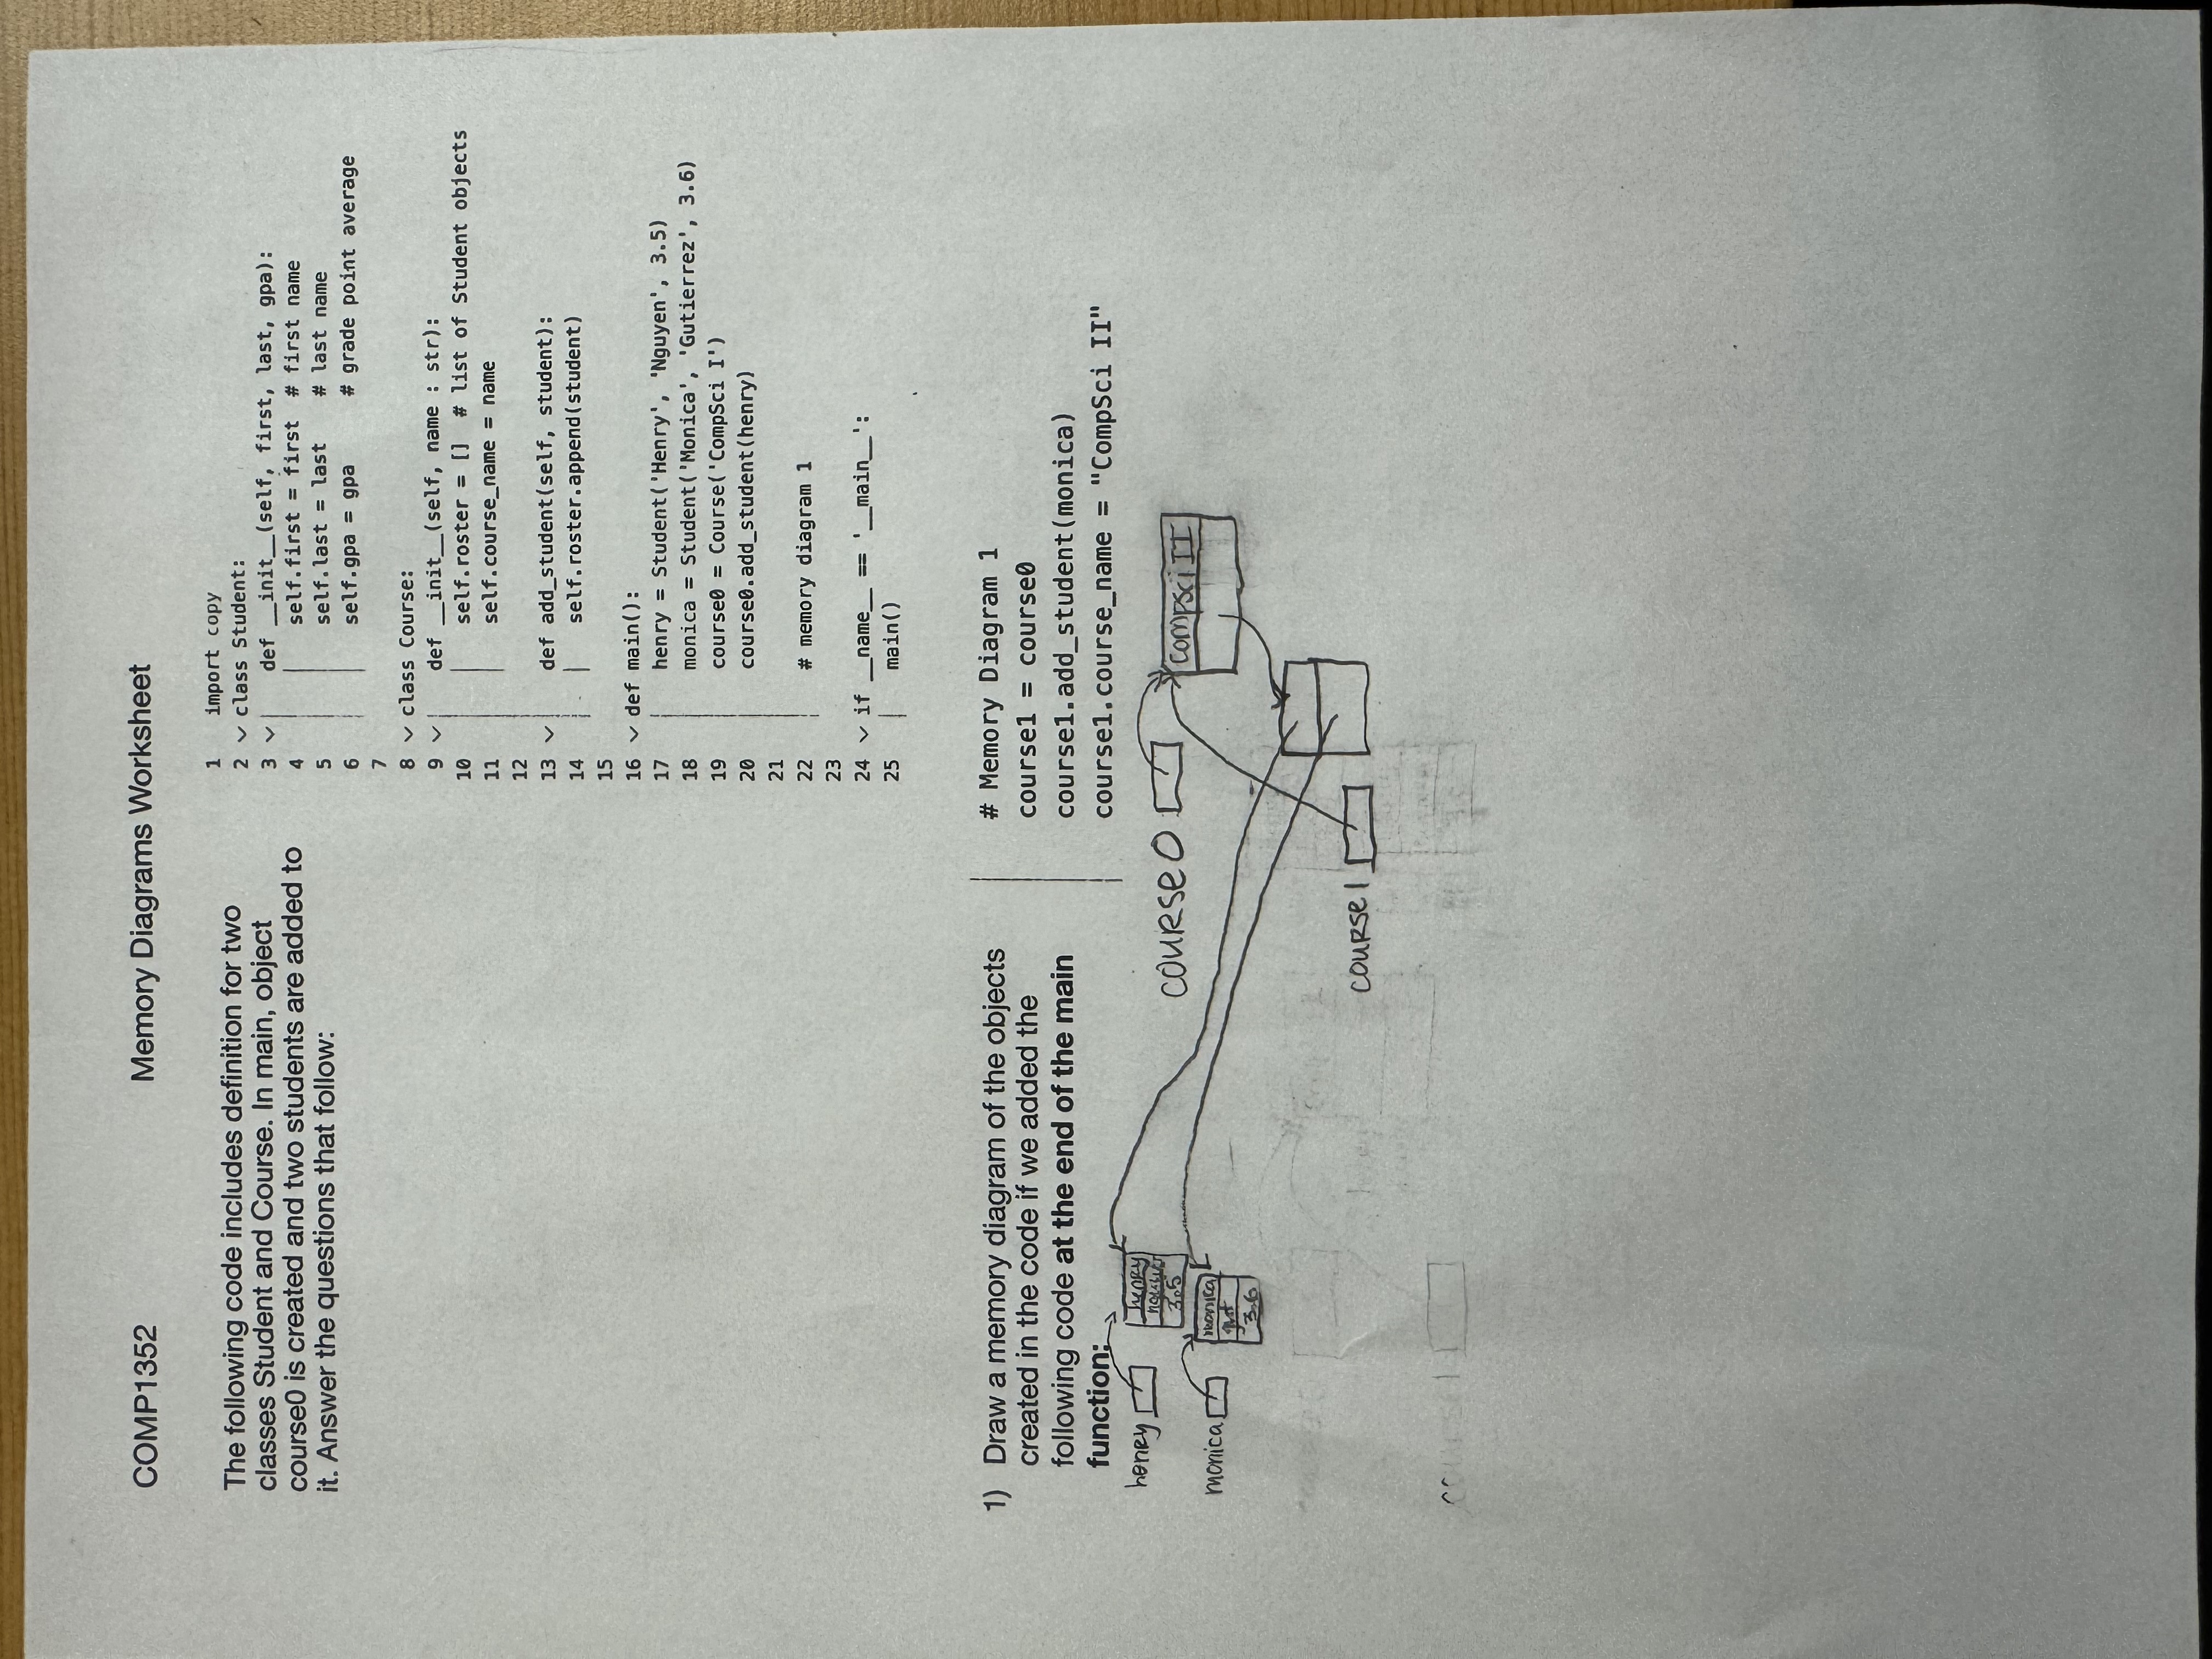 COMP1352 Memory Diagrams Worksheet
The following code includes definition for two
classes Student and Course. In main, object
course0 is created and two students are added to
it. Answer the questions that follow:
1 import copy
2 class Student:
3 def __init__(self, first, last, gpa):
4 self.first = first # first name
5 self.last = last # last name
6 self.gpa = gpa # grade point average
7
8 class Course:
9 def __init__(self, name : str):
10 self.roster = [] # list of Student objects
11 self.course_name = name
12
13 def add_student(self, student):
14 self.roster.append(student)
15
16 def main():
17 henry = Student('Henry', 'Nguyen', 3.5)
18 monica = Student('Monica', 'Gutierrez', 3.6)
19 course0 = Course('CompSci I')
20 course0.add_student(henry)
21
22 # memory diagram 1
23
24 if __name__ == '__main__':
25 main()
1) Draw a memory diagram of the objects
created in the code if we added the
following code at the end of the main
function:
# Memory Diagram 1
course1 = course0
course1.add_student(monica)
course1.course_name = "CompSci II"
henry
henry
3.5
monica
monica
gut
3.6
course0
compsci II
course1